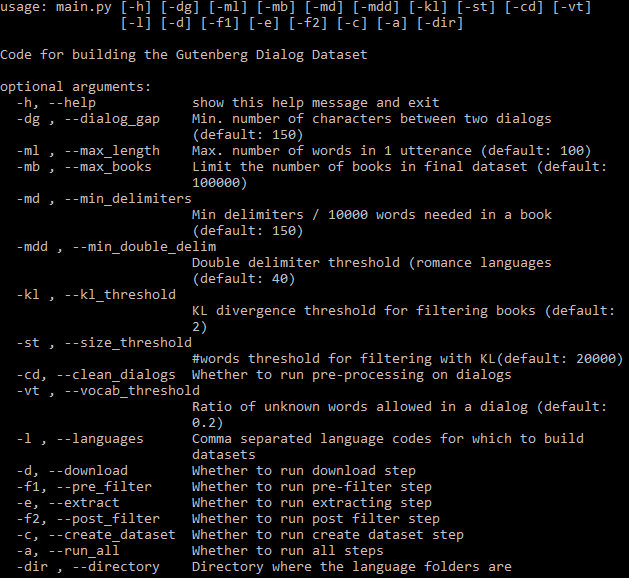 usage: main.py [-h] [-dg] [-ml] [-mb] [-md] [-mdd] [-kl] [-st] [-cd] [-vt]
[-l] [-d] [-f1] [-e] [-f2] [-c] [-a] [-dir]
Code for building the Gutenberg Dialog Dataset
optional arguments:
-h, --help show this help message and exit
-dg , --dialog_gap Min. number of characters between two dialogs
(default: 150)
-ml , --max_length Max. number of words in 1 utterance (default: 100)
-mb , --max_books Limit the number of books in final dataset (default:
100000)
-md , --min_delimiters
Min delimiters / 10000 words needed in a book
(default: 150)
-mdd , --min_double_delim
Double delimiter threshold (romance languages
(default: 40)
-kl , --kl_threshold
KL divergence threshold for filtering books (default:
2)
-st , --size_threshold
#words threshold for filtering with KL(default: 20000)
-cd, --clean_dialogs Whether to run pre-processing on dialogs
-vt , --vocab_threshold
Ratio of unknown words allowed in a dialog (default:
0.2)
-l , --languages Comma separated language codes for which to build
datasets
-d, --download Whether to run download step
-f1, --pre_filter Whether to run pre-filter step
-e, --extract Whether to run extracting step
-f2, --post_filter Whether to run post filter step
-c, --create_dataset Whether to run create dataset step
-a, --run_all Whether to run all steps
-dir , --directory Directory where the language folders are